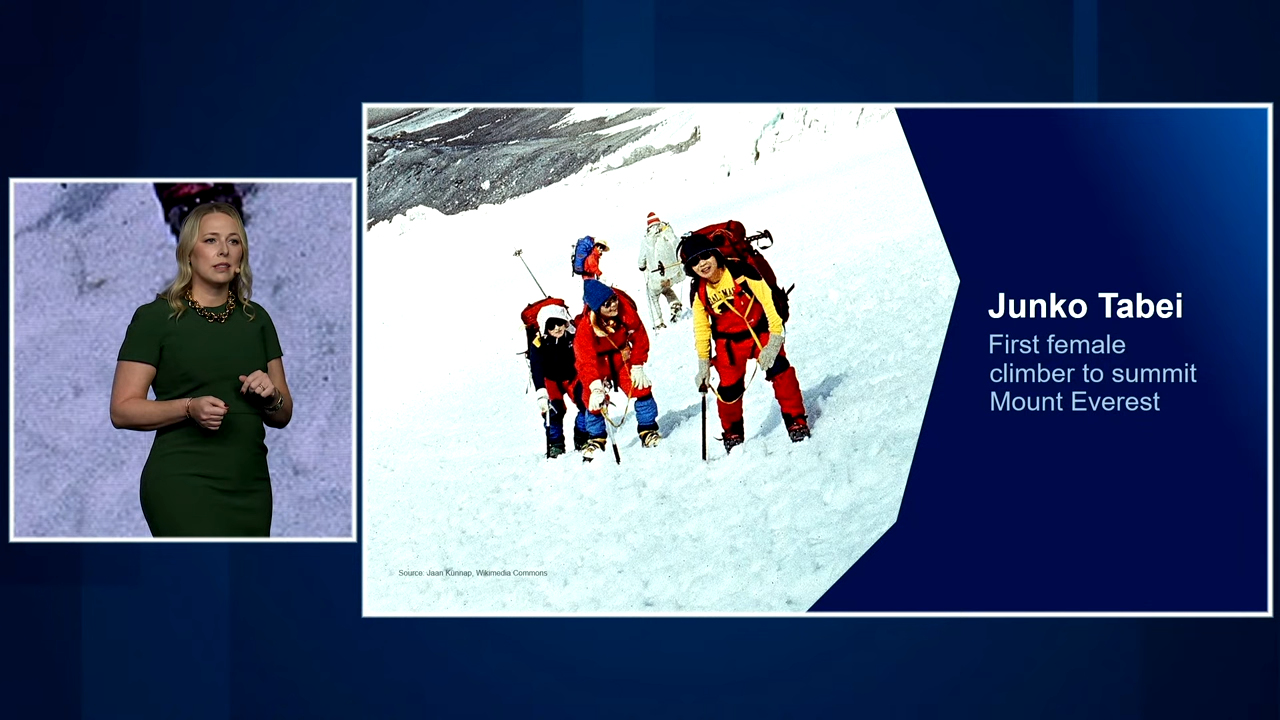 Junko Tabei
First female
climber to summit
Mount Everest
Source: Jaan Künnap, Wikimedia Commons